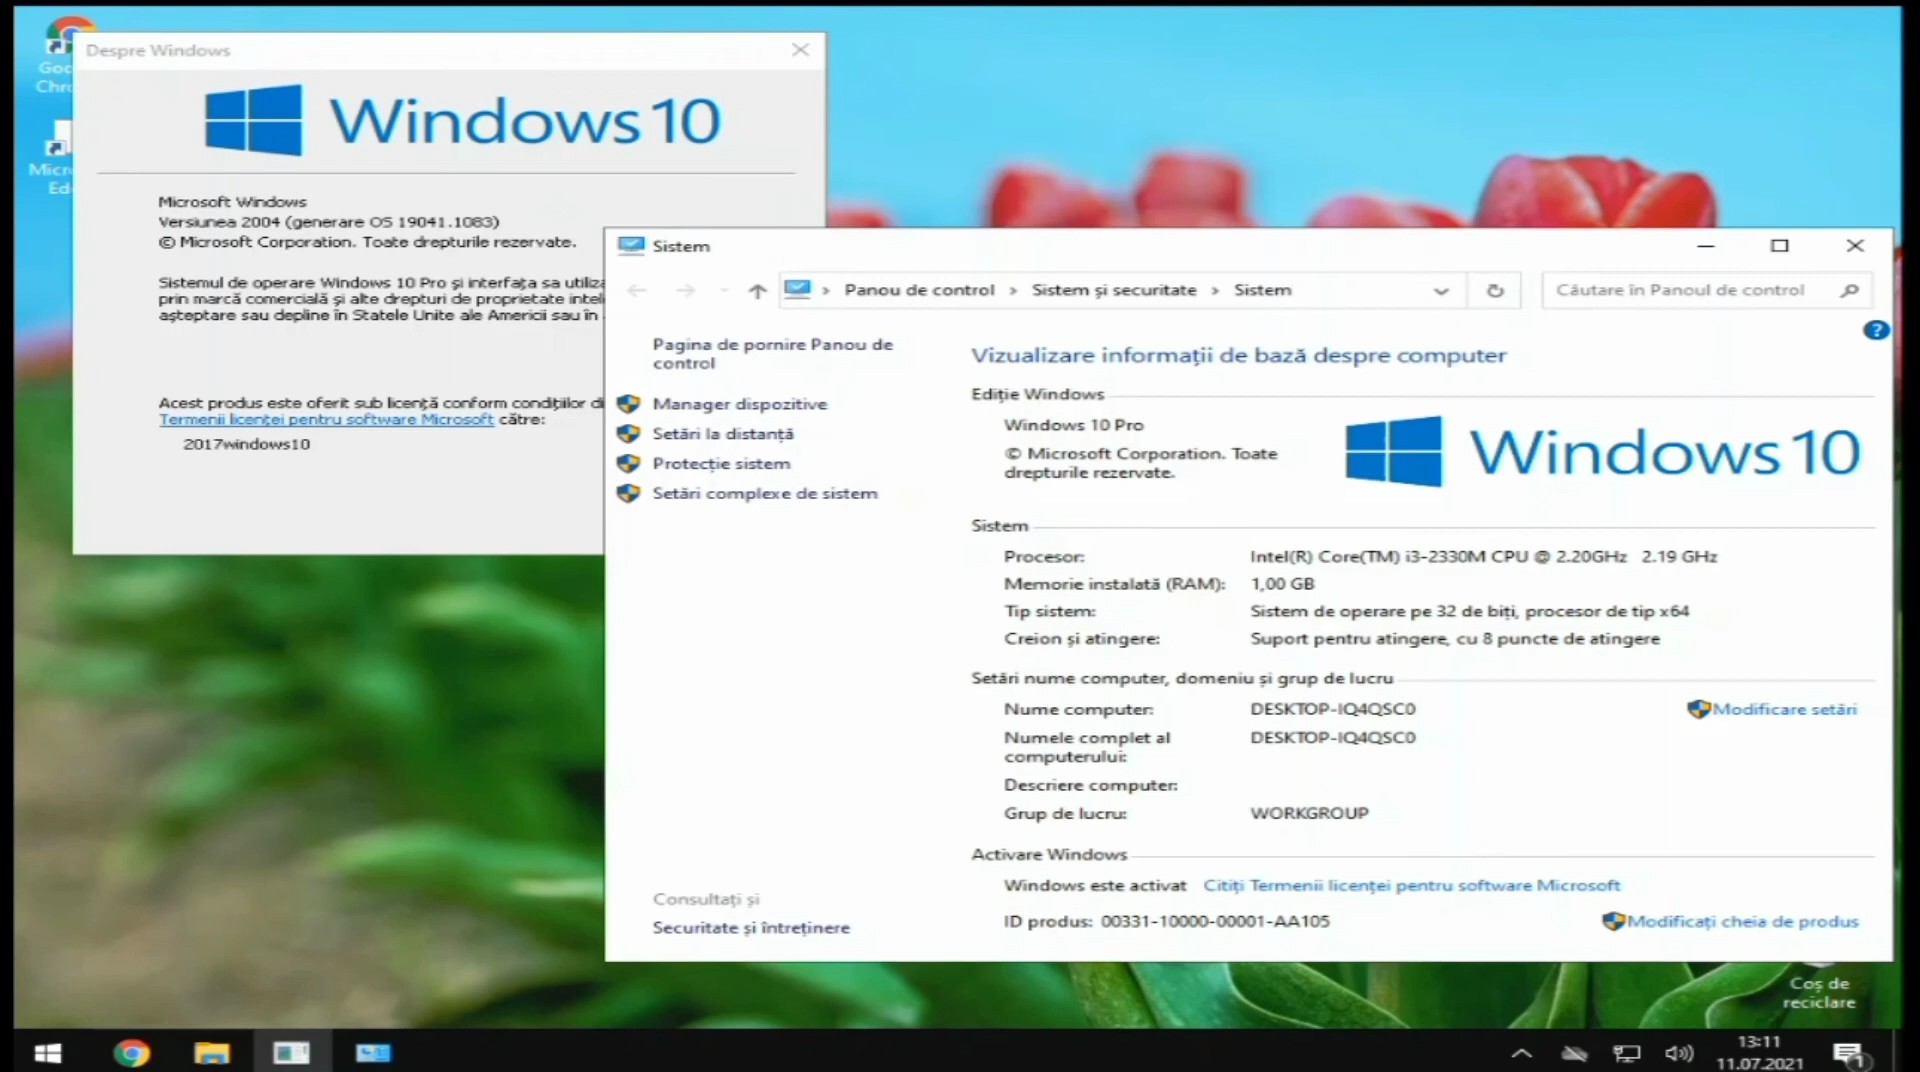 Goo
Chro
Micro
Ed
Despre Windows
Windows 10
Microsoft Windows
Versiunea 2004 (generare OS 19041.1083)
© Microsoft Corporation. Toate drepturile rezervate.
Sistemul de operare Windows 10 Pro și interfața sa utiliza
prin marcă comercială și alte drepturi de proprietate intel
așteptare sau depline în Statele Unite ale Americii sau în
Acest produs este oferit sub licență conform condițiilor di
Termenii licenței pentru software Microsoft către:
2017windows10
Sistem
Panou de control › Sistem și securitate › Sistem
Căutare în Panoul de control
Pagina de pornire Panou de
control
Manager dispozitive
Setări la distanță
Protecție sistem
Setări complexe de sistem
Consultați și
Securitate și întreținere
Vizualizare informații de bază despre computer
Ediție Windows
Windows 10 Pro
© Microsoft Corporation. Toate
drepturile rezervate.
Windows 10
Sistem
Procesor: Intel(R) Core(TM) i3-2330M CPU @ 2.20GHz 2.19 GHz
Memorie instalată (RAM): 1,00 GB
Tip sistem: Sistem de operare pe 32 de biți, procesor de tip x64
Creion și atingere: Suport pentru atingere, cu 8 puncte de atingere
Setări nume computer, domeniu și grup de lucru
Nume computer: DESKTOP-IQ4QSC0
Modificare setări
Numele complet al
computerului: DESKTOP-IQ4QSC0
Descriere computer:
Grup de lucru: WORKGROUP
Activare Windows
Windows este activat Citiți Termenii licenței pentru software Microsoft
ID produs: 00331-10000-00001-AA105
Modificați cheia de produs
Coș de
reciclare
13:11
11.07.2021
1